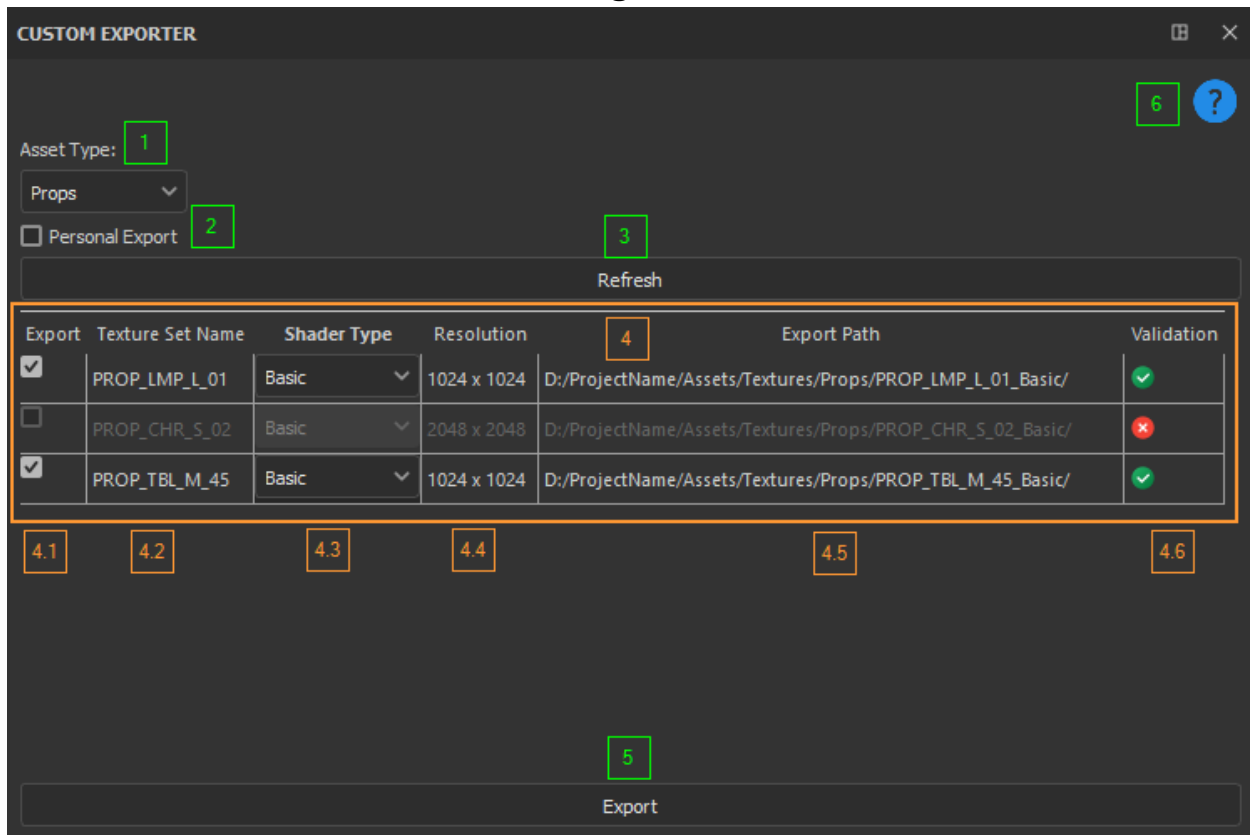 CUSTOM EXPORTER
6 ?
Asset Type: 1
Props
Personal Export 2
3
Refresh
Export Texture Set Name Shader Type Resolution 4 Export Path Validation
PROP_LMP_L_01 Basic 1024 x 1024 D:/ProjectName/Assets/Textures/Props/PROP_LMP_L_01_Basic/
PROP_CHR_S_02 Basic 2048 x 2048 D:/ProjectName/Assets/Textures/Props/PROP_CHR_S_02_Basic/
PROP_TBL_M_45 Basic 1024 x 1024 D:/ProjectName/Assets/Textures/Props/PROP_TBL_M_45_Basic/
4.1 4.2 4.3 4.4 4.5 4.6
5
Export